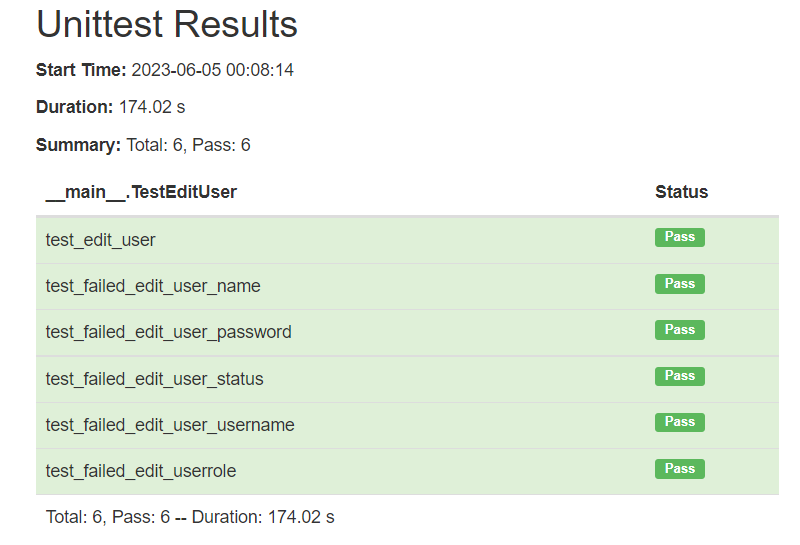 Unittest Results
Start Time: 2023-06-05 00:08:14
Duration: 174.02 s
Summary: Total: 6, Pass: 6
__main__.TestEditUser Status
test_edit_user Pass
test_failed_edit_user_name Pass
test_failed_edit_user_password Pass
test_failed_edit_user_status Pass
test_failed_edit_user_username Pass
test_failed_edit_userrole Pass
Total: 6, Pass: 6 -- Duration: 174.02 s